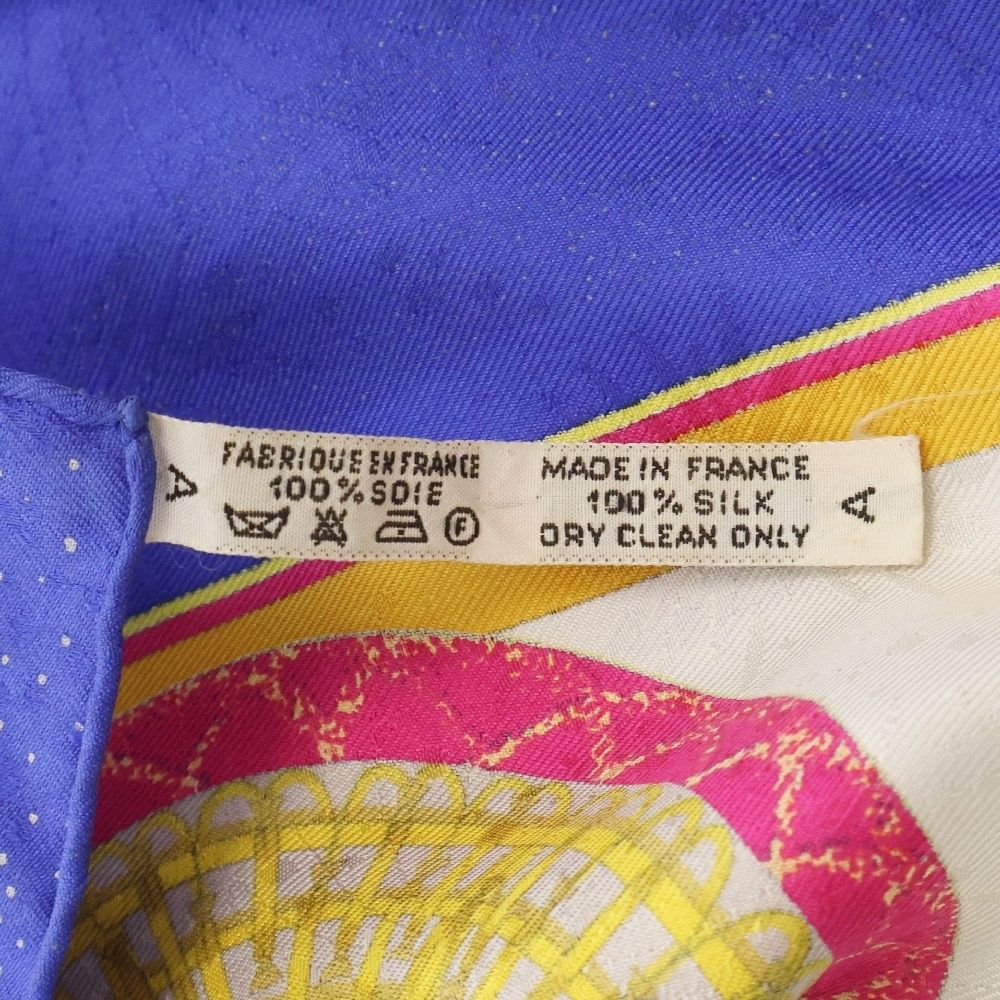 A
FABRIQUE EN FRANCE
100% SOIE
F
MADE IN FRANCE
100% SILK
DRY CLEAN ONLY
A